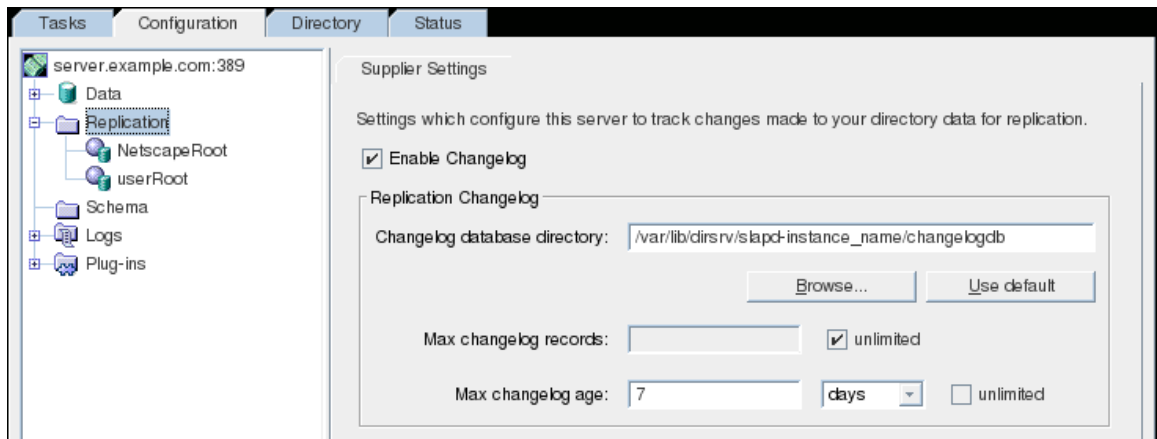 Tasks Configuration Directory Status
server.example.com:389
Data
Replication
NetscapeRoot
userRoot
Schema
Logs
Plug-ins
Supplier Settings
Settings which configure this server to track changes made to your directory data for replication.
Enable Changelog
Replication Changelog
Changelog database directory: /var/lib/dirsrv/slapd-instance_name/changelogdb
Browse... Use default
Max changelog records: unlimited
Max changelog age: 7 days unlimited